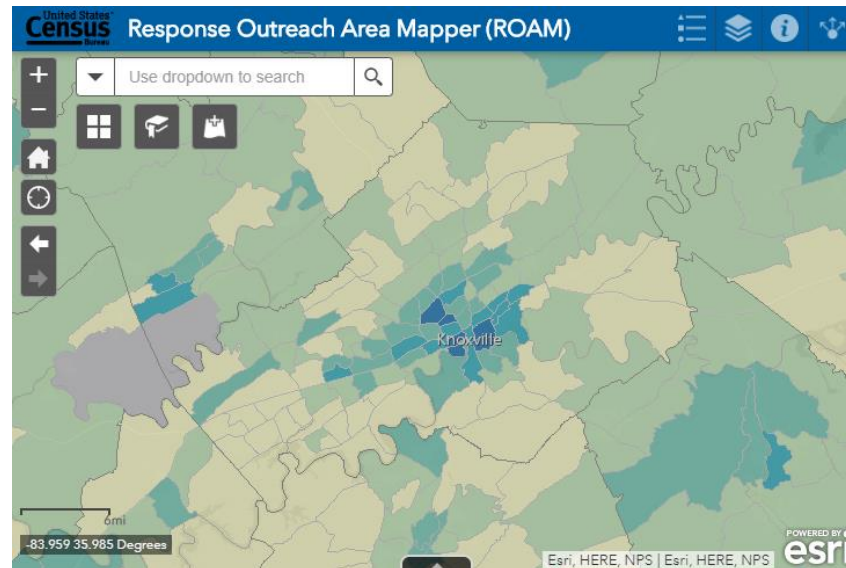 United States®
Census
Bureau
Response Outreach Area Mapper (ROAM)
Use dropdown to search
Knoxville
6mi
-83.959 35.985 Degrees
Esri, HERE, NPS | Esri, HERE, NPS
POWERED BY
esri